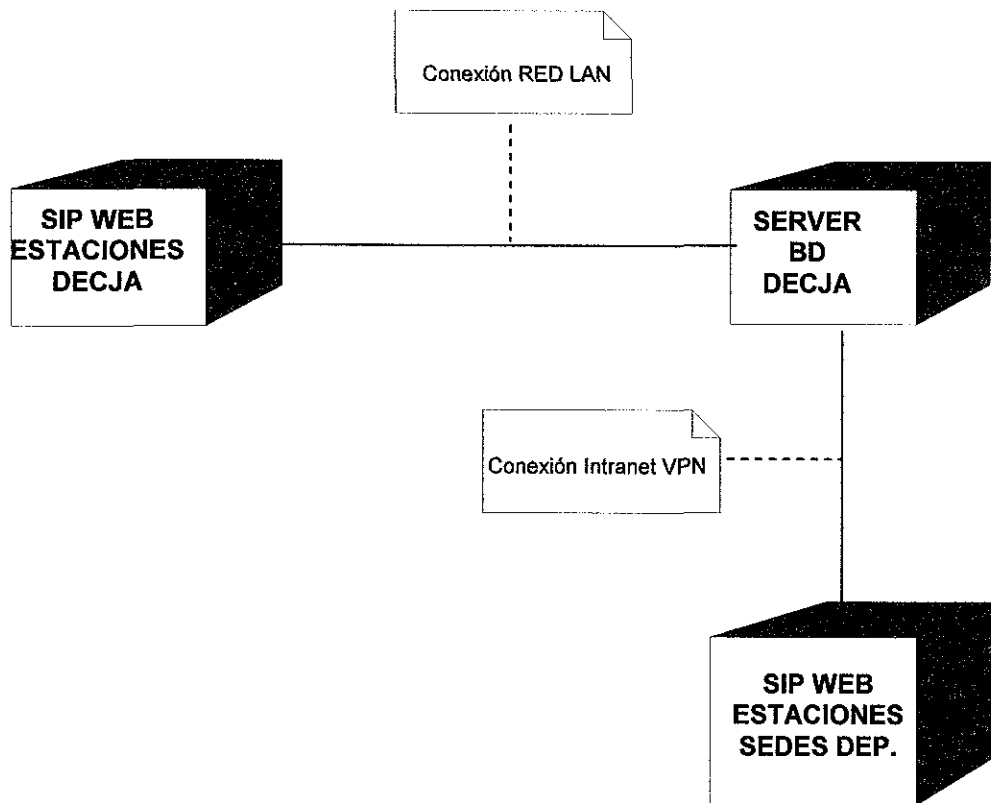 Conexión RED LAN
SIP WEB
ESTACIONES
DECJA
SERVER
BD
DECJA
Conexión Intranet VPN
SIP WEB
ESTACIONES
SEDES DEP.